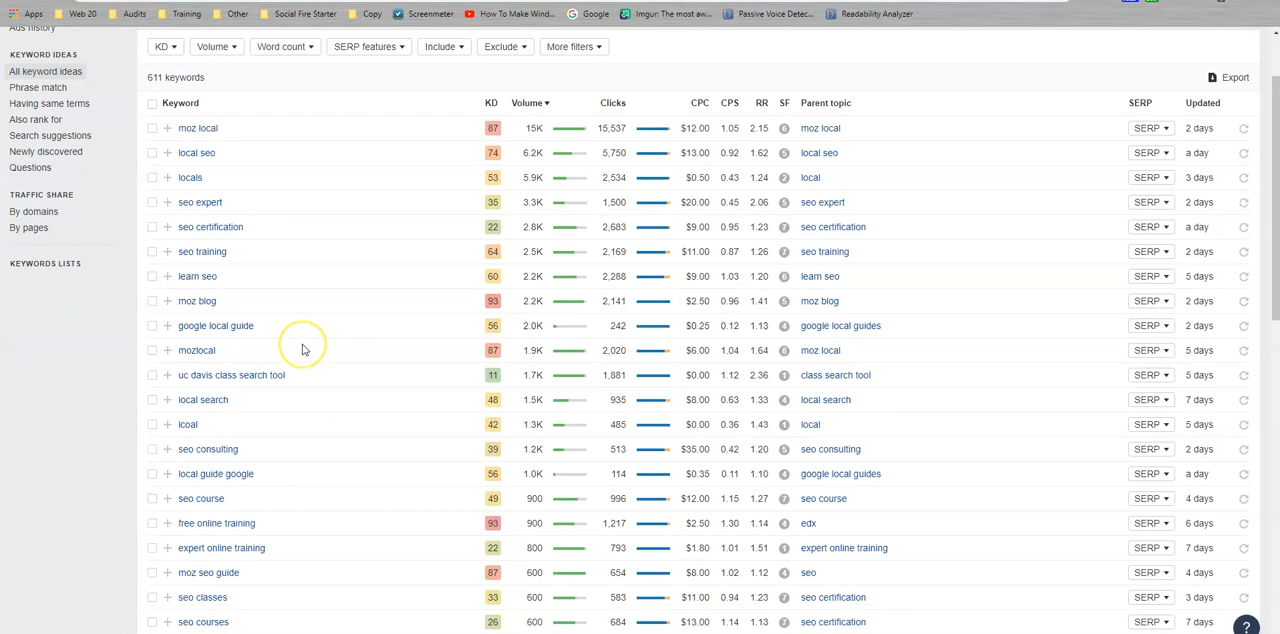 Apps Web 20 Audits Training Other Social Fire Starter Copy Screenmeter How To Make Wind... Google Imgur: The most aw... Passive Voice Detec... Readability Analyzer
Ads history
KEYWORD IDEAS
All keyword ideas
Phrase match
Having same terms
Also rank for
Search suggestions
Newly discovered
Questions
TRAFFIC SHARE
By domains
By pages
KEYWORDS LISTS
KD Volume Word count SERP features Include Exclude More filters
611 keywords Export
Keyword KD Volume Clicks CPC CPS RR SF Parent topic SERP Updated
moz local 87 15K 15,537 $12.00 1.05 2.15 6 moz local SERP 2 days
local seo 74 6.2K 5,750 $13.00 0.92 1.62 5 local seo SERP a day
locals 53 5.9K 2,534 $0.50 0.43 1.24 2 local SERP 3 days
seo expert 35 3.3K 1,500 $20.00 0.45 2.06 5 seo expert SERP 2 days
seo certification 22 2.8K 2,683 $9.00 0.95 1.23 7 seo certification SERP a day
seo training 64 2.5K 2,169 $11.00 0.87 1.26 7 seo training SERP 2 days
learn seo 60 2.2K 2,288 $9.00 1.03 1.20 6 learn seo SERP 5 days
moz blog 93 2.2K 2,141 $2.50 0.96 1.41 5 moz blog SERP 2 days
google local guide 56 2.0K 242 $0.25 0.12 1.13 4 google local guides SERP 2 days
mozlocal 87 1.9K 2,020 $6.00 1.04 1.64 6 moz local SERP 5 days
uc davis class search tool 11 1.7K 1,881 $0.00 1.12 2.36 1 class search tool SERP 5 days
local search 48 1.5K 935 $8.00 0.63 1.33 4 local search SERP 7 days
lcoal 42 1.3K 485 $0.00 0.36 1.43 1 local SERP 5 days
seo consulting 39 1.2K 513 $35.00 0.42 1.20 5 seo consulting SERP 2 days
local guide google 56 1.0K 114 $0.35 0.11 1.10 4 google local guides SERP a day
seo course 49 900 996 $12.00 1.15 1.27 7 seo course SERP 4 days
free online training 93 900 1,217 $2.50 1.30 1.14 4 edx SERP 6 days
expert online training 22 800 793 $1.80 1.01 1.51 1 expert online training SERP 7 days
moz seo guide 87 600 654 $8.00 1.02 1.12 4 seo SERP 4 days
seo classes 33 600 583 $11.00 0.94 1.23 7 seo certification SERP 3 days
seo courses 26 600 684 $13.00 1.14 1.13 7 seo certification SERP 7 days
?